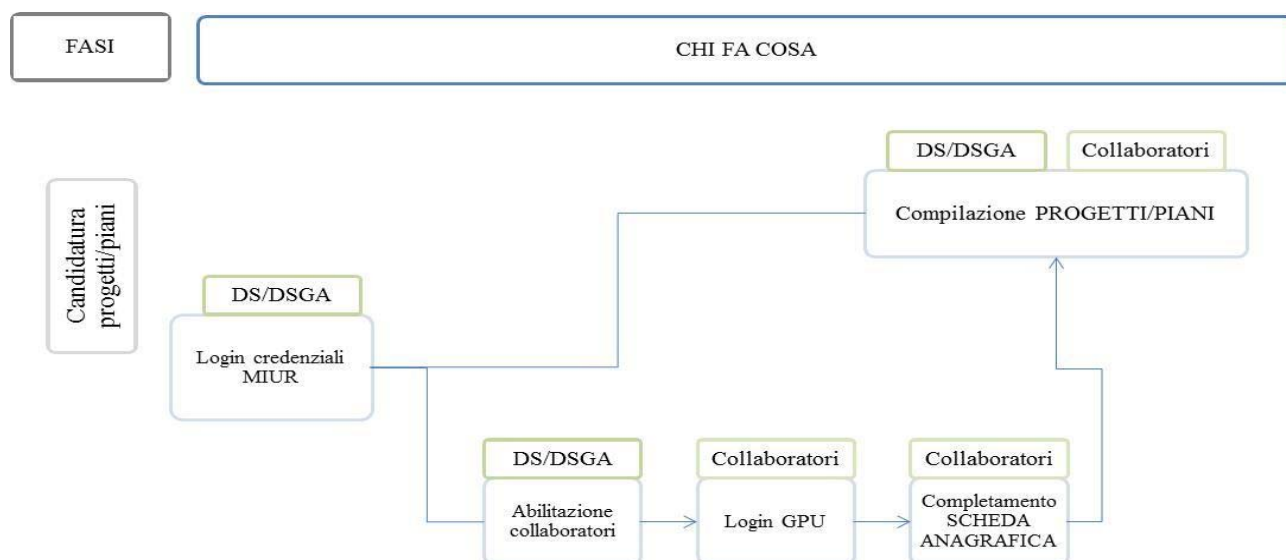 FASI
CHI FA COSA
DS/DSGA
Collaboratori
Compilazione PROGETTI/PIANI
Candidatura
progetti/piani
DS/DSGA
Login credenziali
MIUR
DS/DSGA
Collaboratori
Collaboratori
Abilitazione
collaboratori
Login GPU
Completamento
SCHEDA
ANAGRAFICA